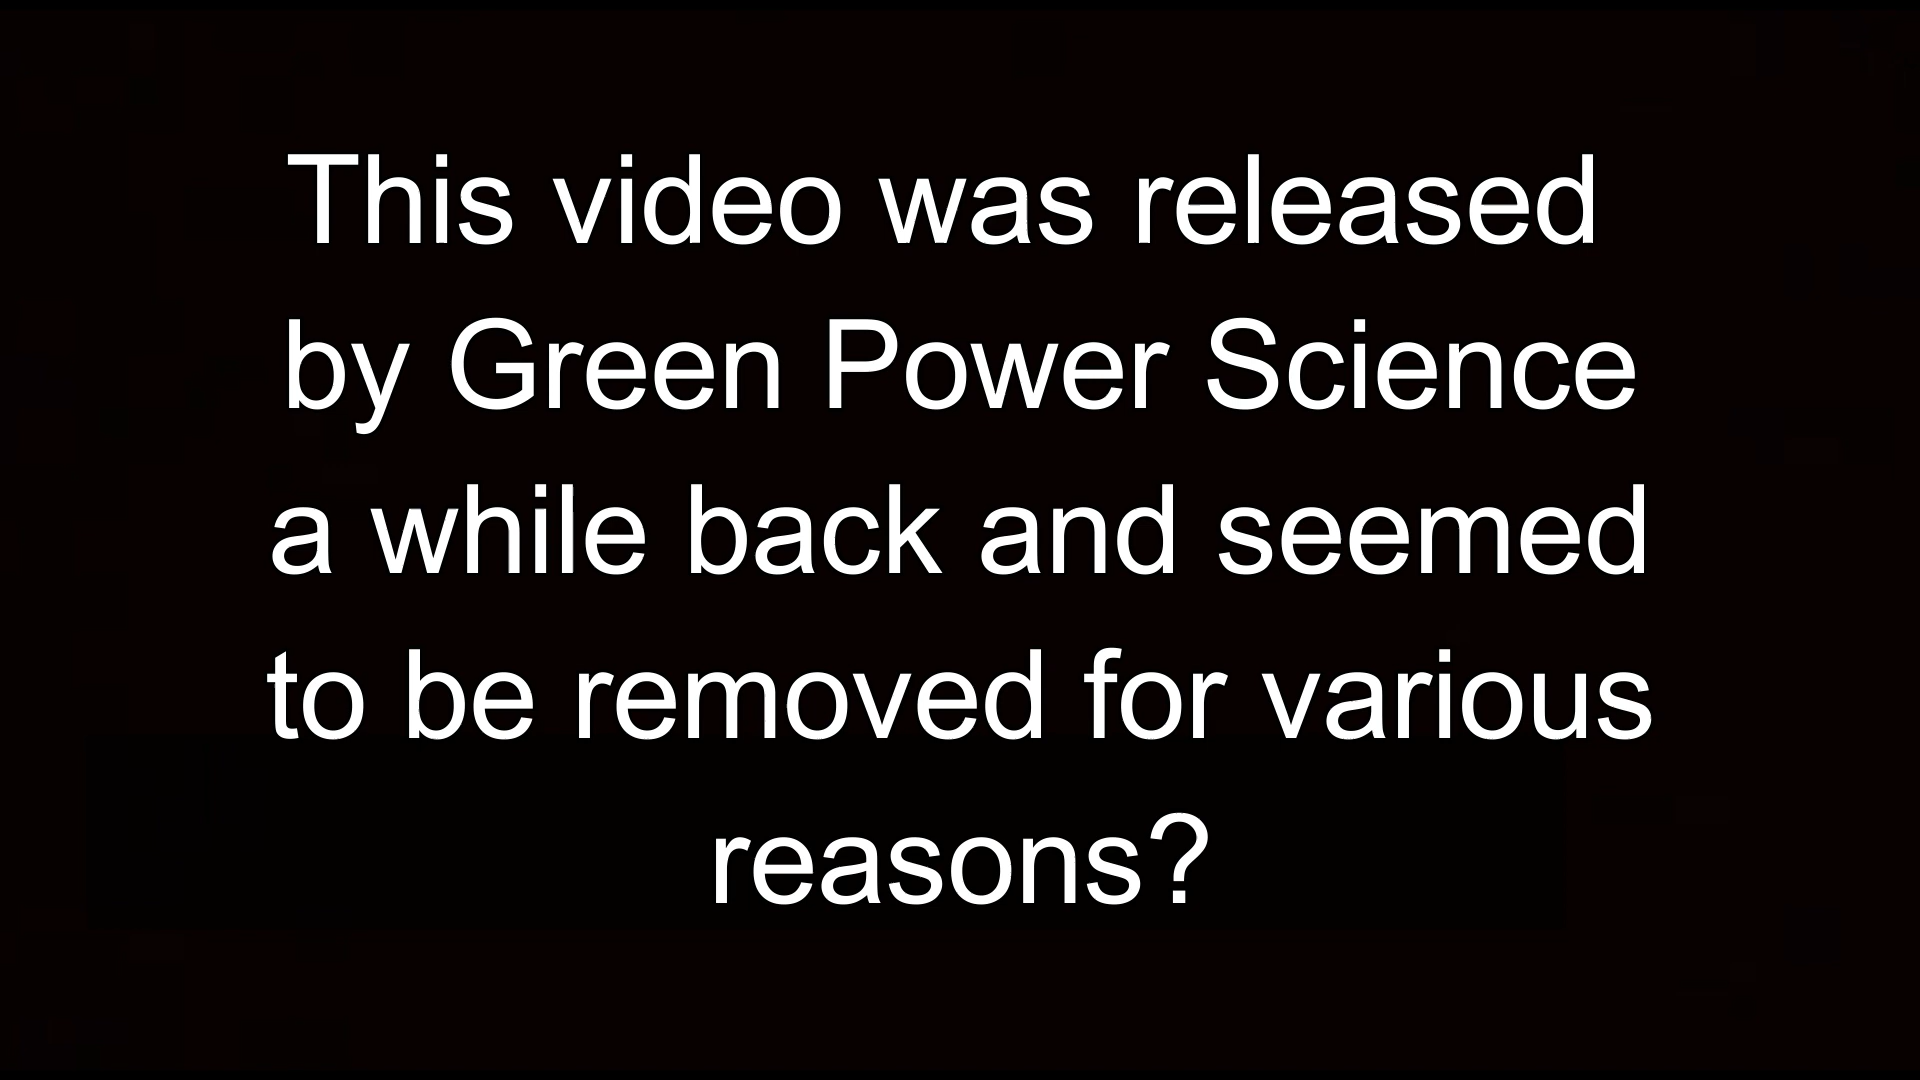 This video was released
by Green Power Science
a while back and seemed
to be removed for various
reasons?